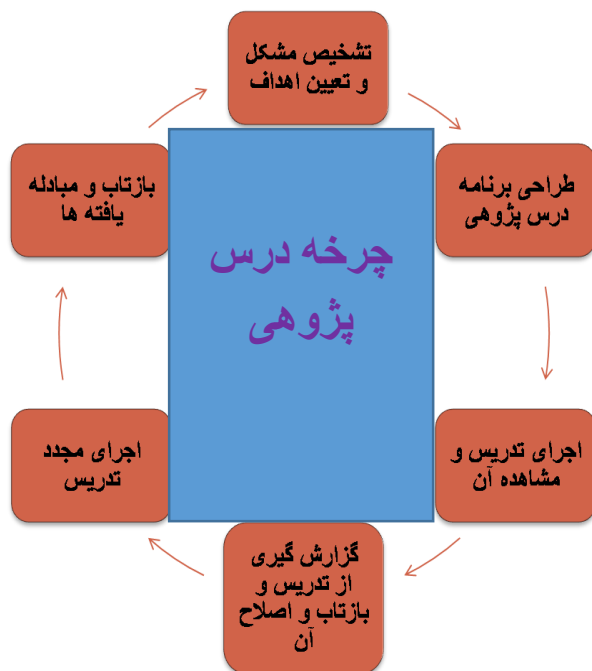 تشخیص مشکل
و تعیین اهداف
طراحی برنامه
درس پژوهی
اجرای تدریس و
مشاهده آن
گزارش گیری
از تدریس و
بازتاب و اصلاح
آن
اجرای مجدد
تدریس
بازتاب و مبادله
یافته ها
چرخه درس
پژوهی